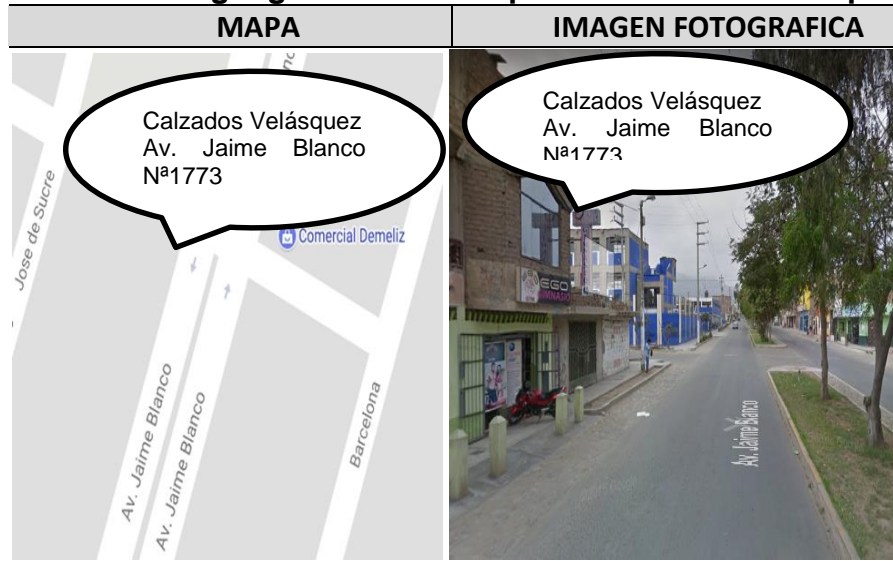 MAPA
IMAGEN FOTOGRAFICA
Calzados Velásquez
Av. Jaime Blanco
Nª1773
Jose de Sucre
Comercial Demeliz
Av. Jaime Blanco
Av. Jaime Blanco
Barcelona
Calzados Velásquez
Av. Jaime Blanco
Nª1773
EGO
GIMNASIO
Av. Jaime Blanco